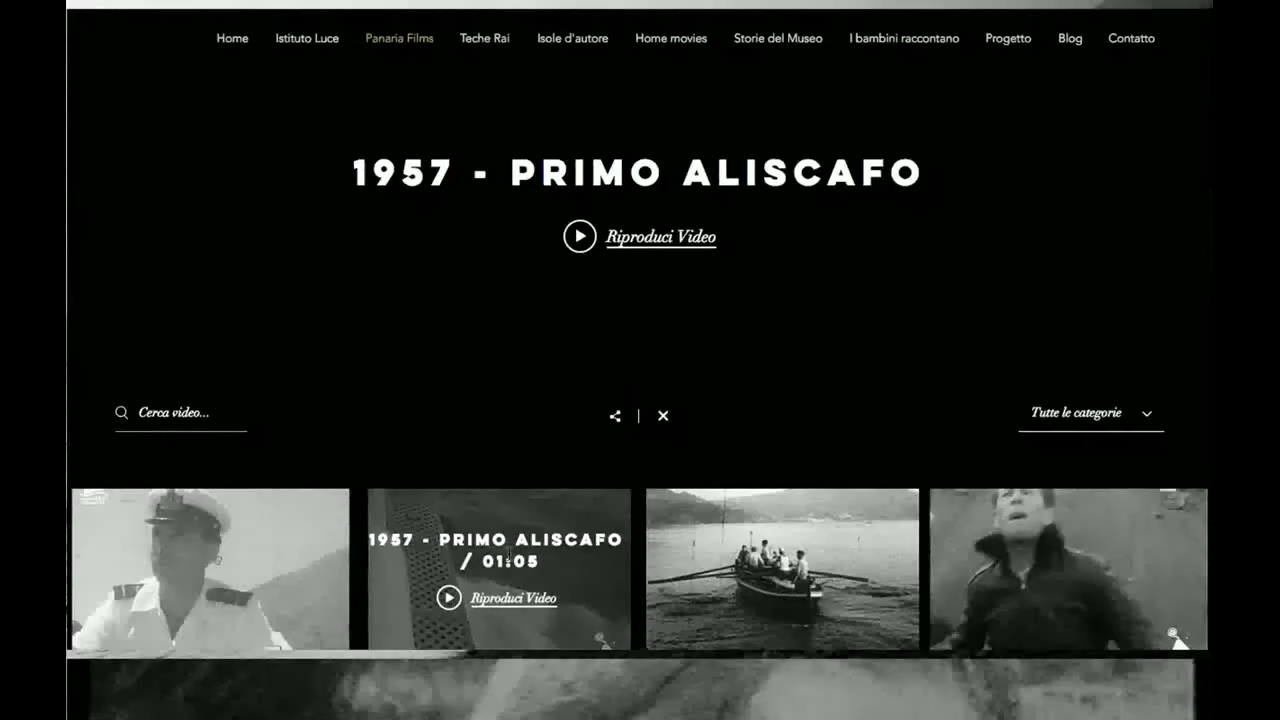 Home Istituto Luce Panaria Films Teche Rai Isole d'autore Home movies Storie del Museo I bambini raccontano Progetto Blog Contatto
1957 - PRIMO ALISCAFO
Riproduci Video
Cerca video...
Tutte le categorie
1957 - PRIMO ALISCAFO
/ 01:05
Riproduci Video